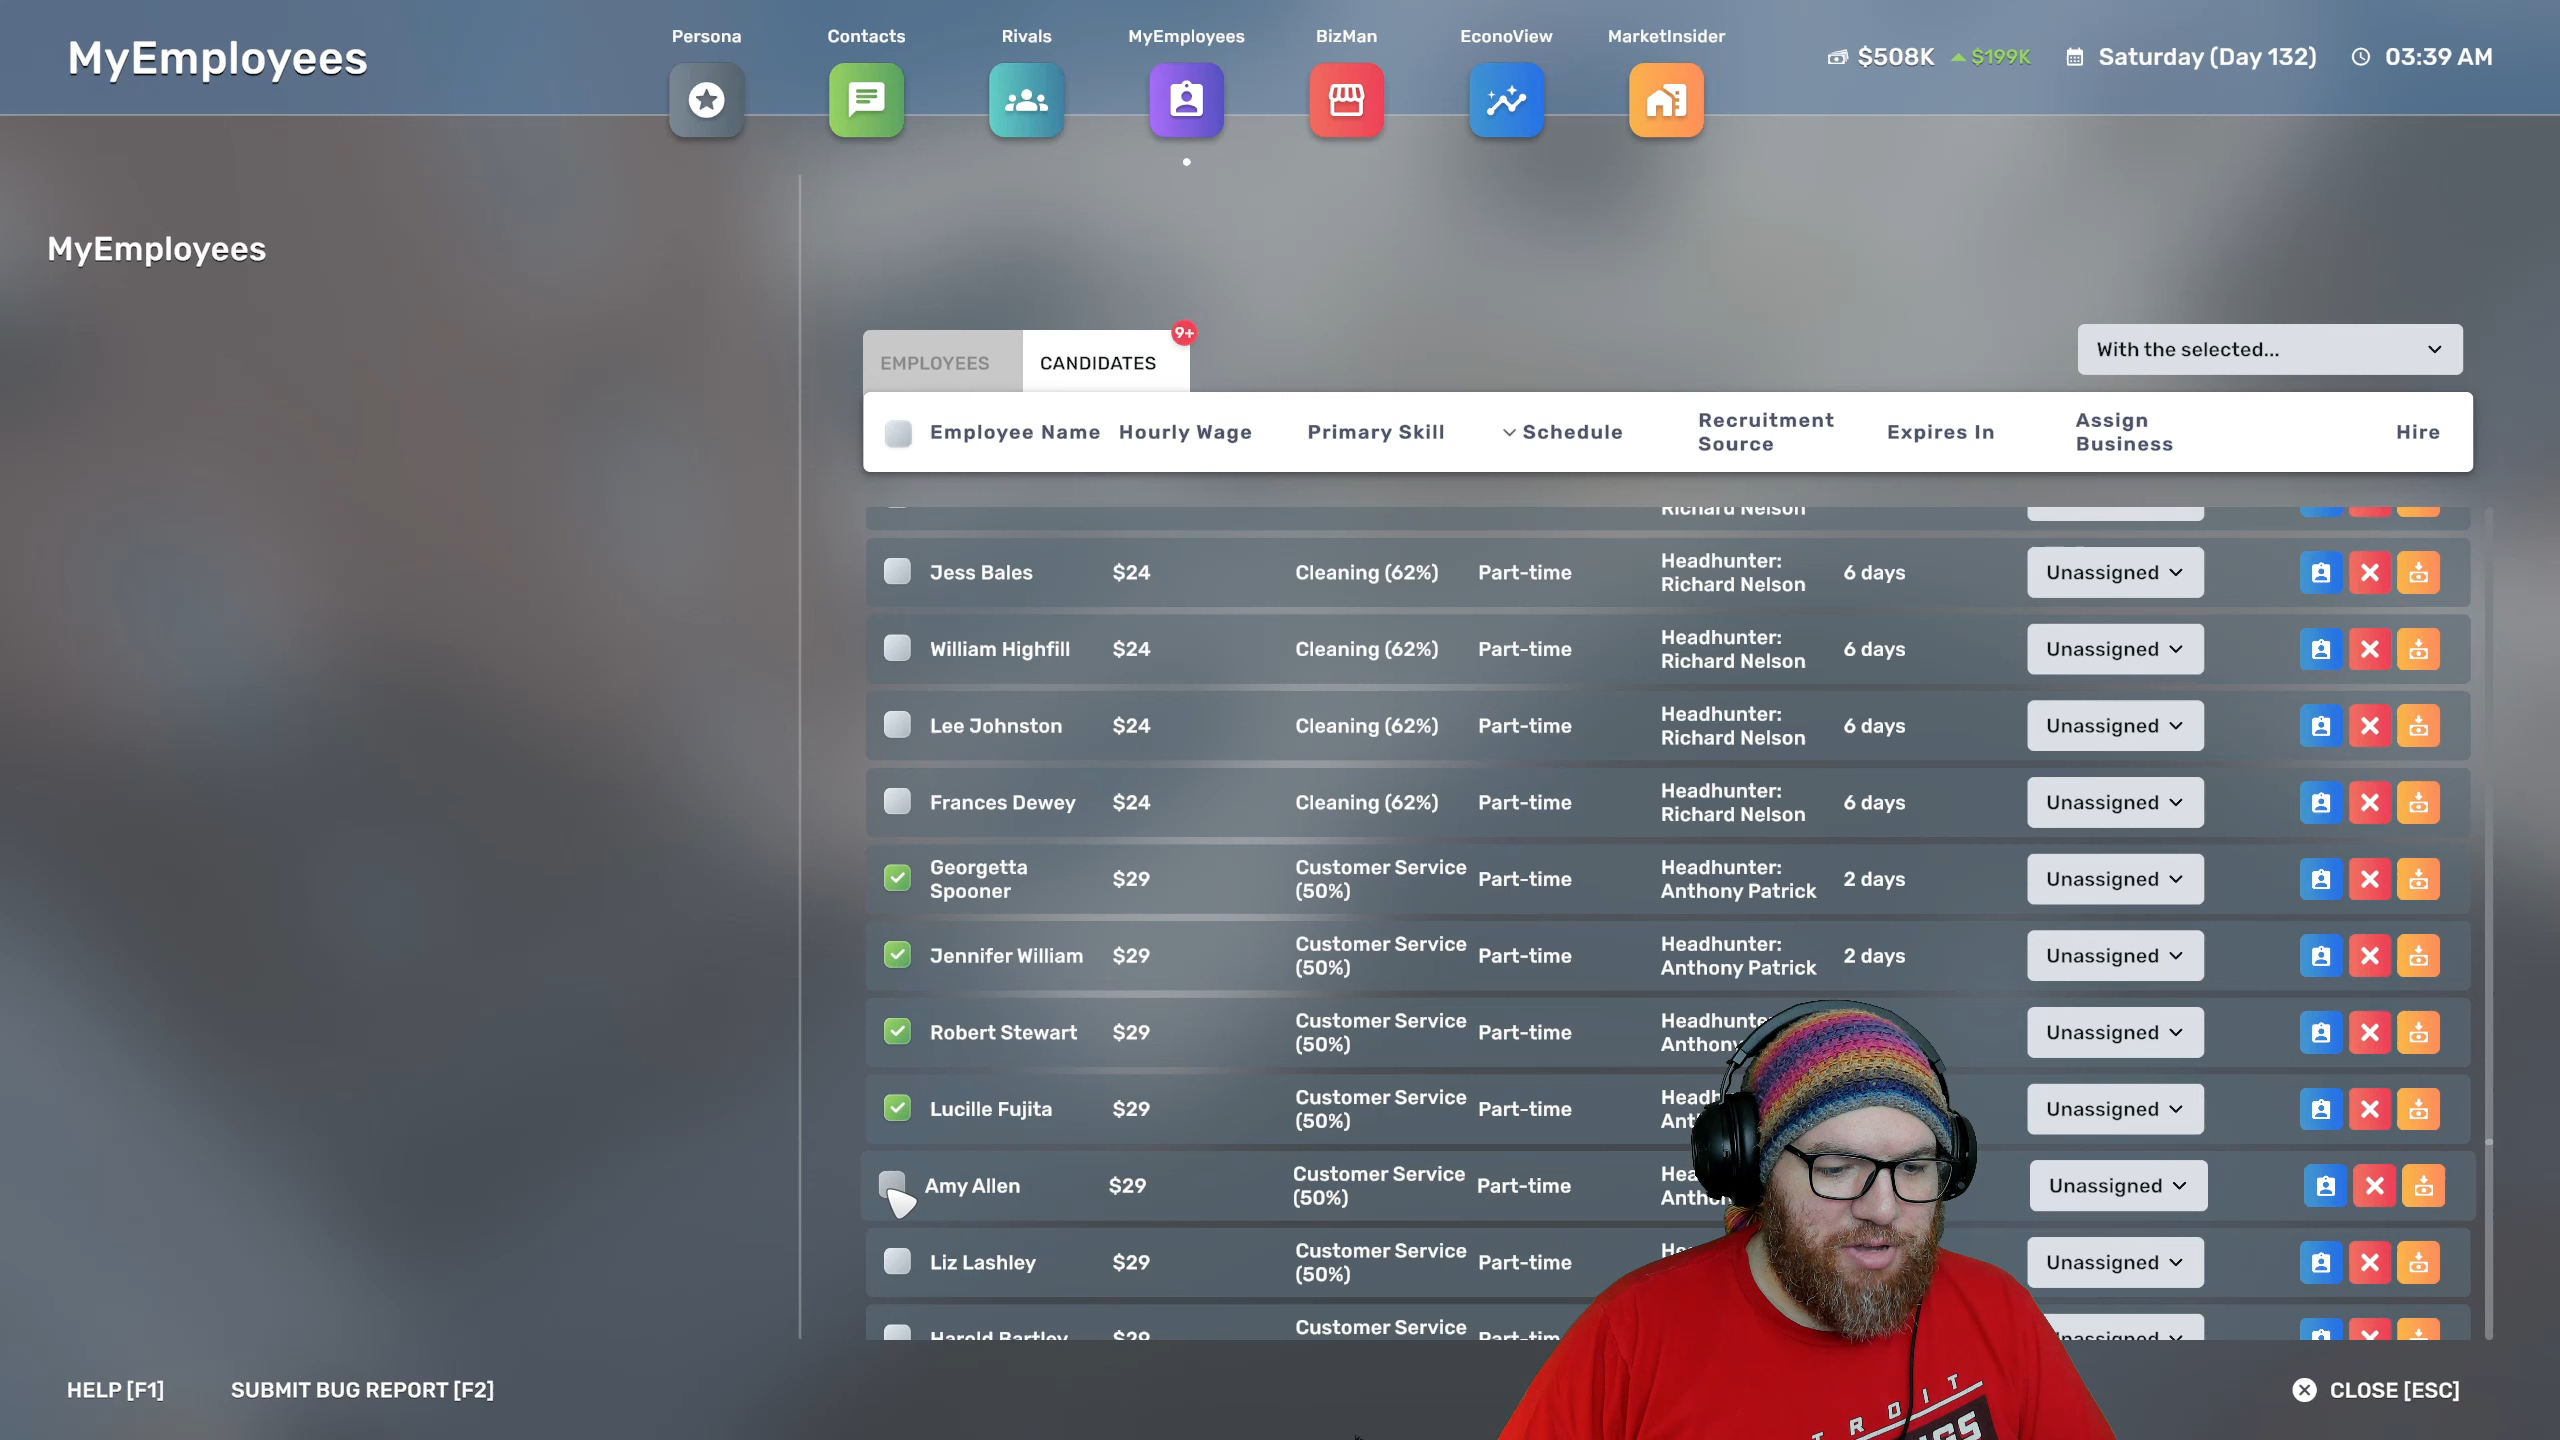 MyEmployees
Persona
Contacts
Rivals
MyEmployees
BizMan
EconoView
MarketInsider
$508K
$199K
Saturday (Day 132)
03:39 AM
MyEmployees
EMPLOYEES
CANDIDATES
9+
With the selected...
Employee Name
Hourly Wage
Primary Skill
Schedule
Recruitment
Source
Expires In
Assign
Business
Hire
Richard Nelson
Jess Bales
$24
Cleaning (62%)
Part-time
Headhunter:
Richard Nelson
6 days
Unassigned
William Highfill
$24
Cleaning (62%)
Part-time
Headhunter:
Richard Nelson
6 days
Unassigned
Lee Johnston
$24
Cleaning (62%)
Part-time
Headhunter:
Richard Nelson
6 days
Unassigned
Frances Dewey
$24
Cleaning (62%)
Part-time
Headhunter:
Richard Nelson
6 days
Unassigned
Georgetta
Spooner
$29
Customer Service
(50%)
Part-time
Headhunter:
Anthony Patrick
2 days
Unassigned
Jennifer William
$29
Customer Service
(50%)
Part-time
Headhunter:
Anthony Patrick
2 days
Unassigned
Robert Stewart
$29
Customer Service
(50%)
Part-time
Unassigned
Lucille Fujita
$29
Customer Service
(50%)
Part-time
Unassigned
Amy Allen
$29
Customer Service
(50%)
Part-time
Unassigned
Liz Lashley
$29
Customer Service
(50%)
Part-time
Unassigned
Harold Bartley
$29
Customer Service
HELP [F1]
SUBMIT BUG REPORT [F2]
CLOSE [ESC]